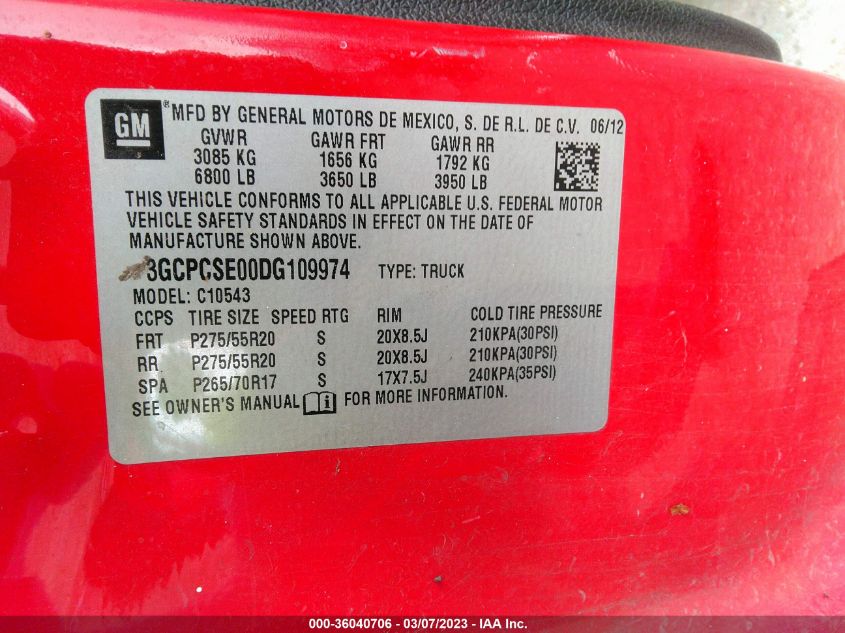 GM ® MFD BY GENERAL MOTORS DE MEXICO, S. DE R.L. DE C.V. 06/12
GVWR GAWR FRT GAWR RR
3085 KG 1656 KG 1792 KG
6800 LB 3650 LB 3950 LB
THIS VEHICLE CONFORMS TO ALL APPLICABLE U.S. FEDERAL MOTOR
VEHICLE SAFETY STANDARDS IN EFFECT ON THE DATE OF
MANUFACTURE SHOWN ABOVE.
3GCPCSE00DG109974 TYPE: TRUCK
MODEL: C10543
CCPS TIRE SIZE SPEED RTG RIM COLD TIRE PRESSURE
FRT P275/55R20 S 20X8.5J 210KPA(30PSI)
RR P275/55R20 S 20X8.5J 210KPA(30PSI)
SPA P265/70R17 S 17X7.5J 240KPA(35PSI)
SEE OWNER'S MANUAL i FOR MORE INFORMATION.
000-36040706 - 03/07/2023 - IAA Inc.